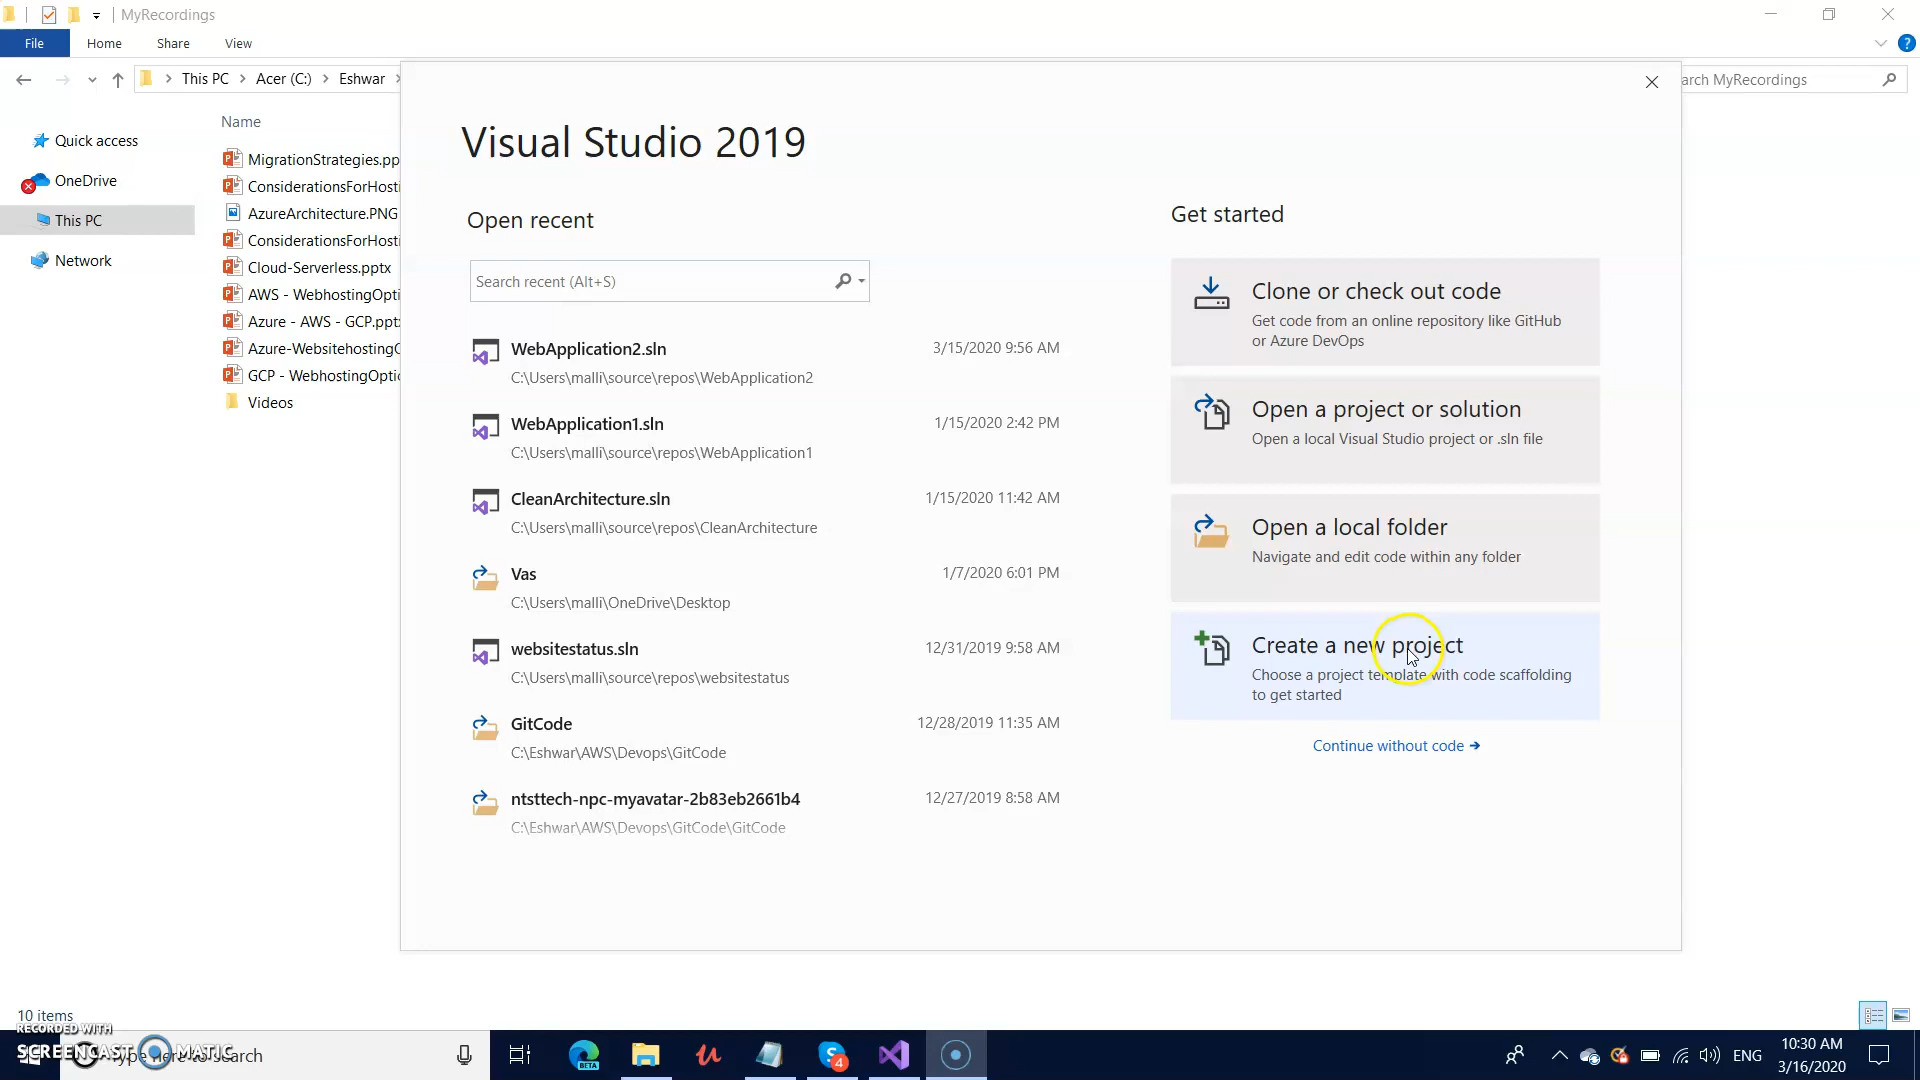 MyRecordings
File
Home
Share
View
This PC
Acer (C:)
Eshwar
arch MyRecordings
Quick access
OneDrive
This PC
Network
Name
MigrationStrategies.pp
ConsiderationsForHosti
AzureArchitecture.PNG
ConsiderationsForHosti
Cloud-Serverless.pptx
AWS - WebhostingOpti
Azure - AWS - GCP.ppt
Azure-WebsitehostingO
GCP - WebhostingOptio
Videos
Visual Studio 2019
Open recent
Search recent (Alt+S)
WebApplication2.sln
3/15/2020 9:56 AM
C:\Users\malli\source\repos\WebApplication2
WebApplication1.sln
1/15/2020 2:42 PM
C:\Users\malli\source\repos\WebApplication1
CleanArchitecture.sln
1/15/2020 11:42 AM
C:\Users\malli\source\repos\CleanArchitecture
Vas
1/7/2020 6:01 PM
C:\Users\malli\OneDrive\Desktop
websitestatus.sln
12/31/2019 9:58 AM
C:\Users\malli\source\repos\websitestatus
GitCode
12/28/2019 11:35 AM
C:\Eshwar\AWS\Devops\GitCode
ntsttech-npc-myavatar-2b83eb2661b4
12/27/2019 8:58 AM
C:\Eshwar\AWS\Devops\GitCode\GitCode
Get started
Clone or check out code
Get code from an online repository like GitHub
or Azure DevOps
Open a project or solution
Open a local Visual Studio project or .sln file
Open a local folder
Navigate and edit code within any folder
Create a new project
Choose a project template with code scaffolding
to get started
Continue without code
10 items
RECORDED WITH
SCREENCAST MATIC
Type here to search
BETA
4
ENG
10:30 AM
3/16/2020